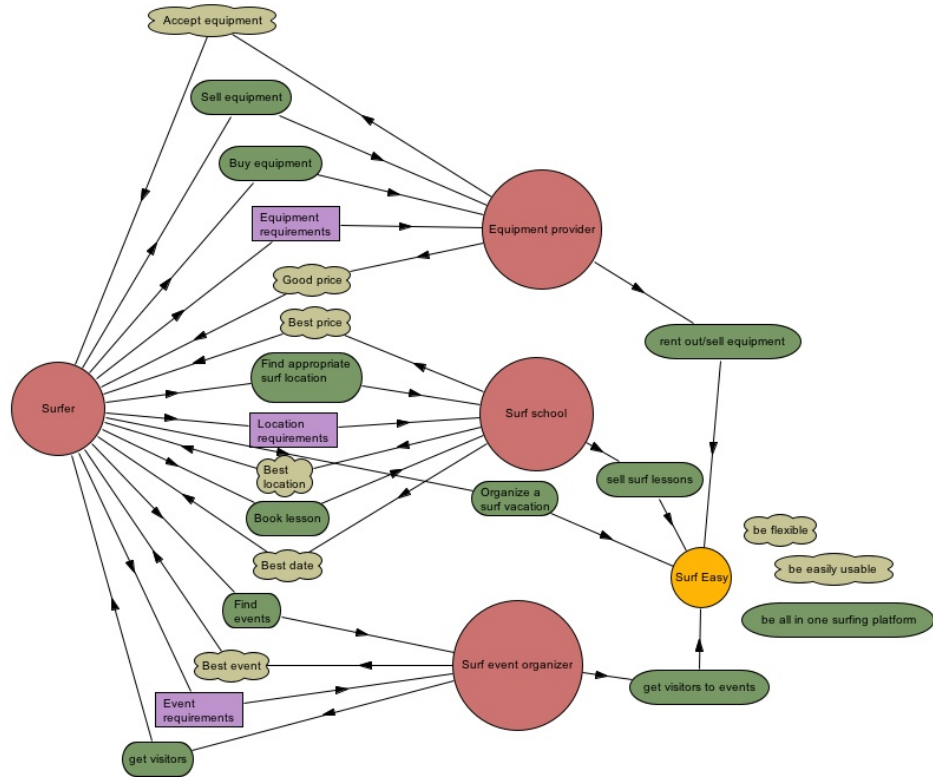 Accept equipment
Sell equipment
Buy equipment
Equipment
requirements
Equipment provider
Good price
Best price
rent out/sell equipment
Find appropriate
surf location
Surfer
Surf school
Location
requirements
Best
location
sell surf lessons
Organize a
surf vacation
Book lesson
be flexible
Best date
be easily usable
Surf Easy
Find
events
be all in one surfing platform
Best event
Surf event organizer
get visitors to events
Event
requirements
get visitors